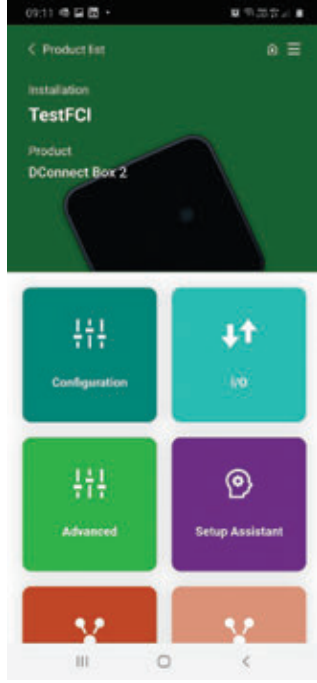 09:11
Product list
Installation
TestFCI
Product
DConnect Box 2
Configuration
I/O
Advanced
Setup Assistant